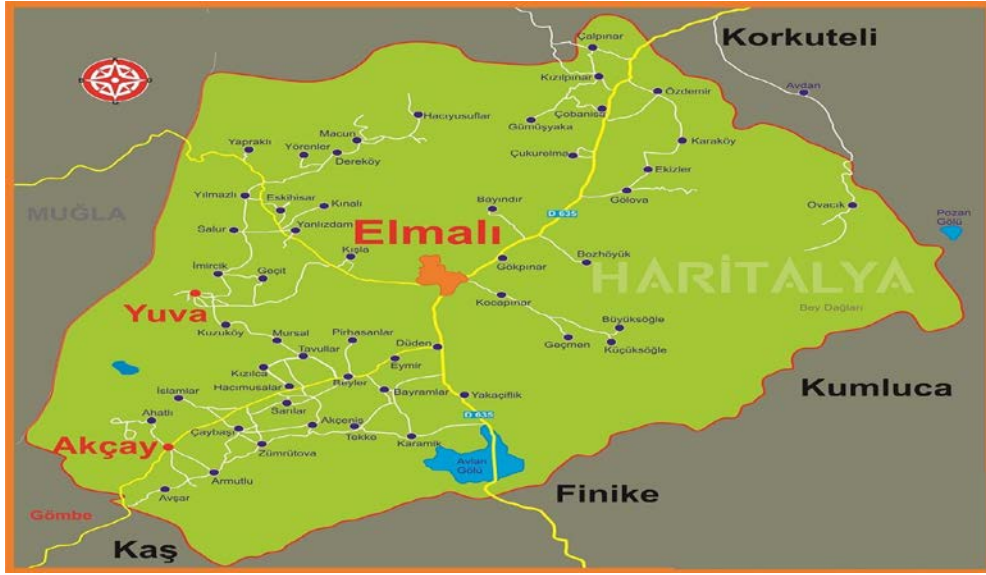 Korkuteli
Çalpınar
Kızılpınar
Özdemir
Avdan
Çobanisa
Gümüşyaka
Hacıyusuflar
Macun
Yapraklı
Yörenler
Dereköy
Karaköy
Çukurelma
Ekizler
Gölova
Yılmazlı
Eskihisar
Kınalı
Bayındır
D 635
Ovacık
Pozan
Gölü
MUĞLA
Salur
Yanlızdam
Elmalı
Kışla
Gökpınar
Bozhöyük
HARİTALYA
İmircik
Geçit
Yuva
Kocapınar
Bey Dağları
Kuzuköy
Mursal
Pirhasanlar
Düden
Büyüksöğle
Geçmen
Küçüksöğle
Tavullar
Eymir
Kızılca
Hacımusalar
Beyler
Bayramlar
Yakaçiftlik
Kumluca
İslamlar
Sarılar
Ahatlı
Akçeniş
D 635
Akçay
Çaybaşı
Tekke
Karamık
Zümrütova
Avlan
Gölü
Armutlu
Avşar
Finike
Gömbe
Kaş